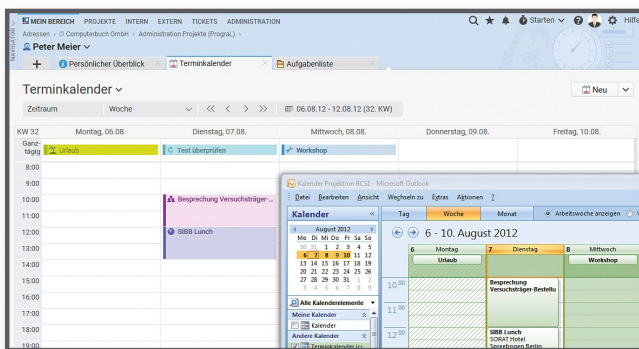 MEIN BEREICH PROJEKTE INTERN EXTERN TICKETS ADMINISTRATION
Starten Hilfe
Adressen › Computerbuch GmbH › Administration Projekte (PrograL) ›
Peter Meier
NAVIGATOR
+ Persönlicher Überblick × Terminkalender × Aufgabenliste ×
Terminkalender
Neu
Zeitraum Woche << < > >> 06.08.12 - 12.08.12 (32. KW)
KW 32 Montag, 06.08. Dienstag, 07.08. Mittwoch, 08.08. Donnerstag, 09.08. Freitag, 10.08.
Ganz-
tägig Urlaub Test überprüfen Workshop
8:00
9:00
10:00 Besprechung Versuchsträger-...
11:00
12:00 SIBB Lunch
13:00
14:00
15:00
16:00
17:00
18:00
19:00
Kalender Projektron BCSI - Microsoft Outlook
Datei Bearbeiten Ansicht Wechseln zu Extras Aktionen ?
Kalender « Tag Woche Monat Arbeitswoche anzeigen
August 2012
Mo Di Mi Do Fr Sa So
30 31 1 2 3 4 5
6 7 8 9 10 11 12
13 14 15 16 17 18 19
20 21 22 23 24 25 26
27 28 29 30 31 1 2
3 4 5 6 7 8 9
Alle Kalenderelemente
Meine Kalender
Kalender
Andere Kalender
Terminkalender.ics
6 - 10. August 2012
6 Montag 7 Dienstag 8 Mittwoch
Urlaub Workshop
10 00 Besprechung
Versuchsträger-Bestellu
11 00
12 00 SIBB Lunch
SORAT Hotel
Spreebogen Berlin